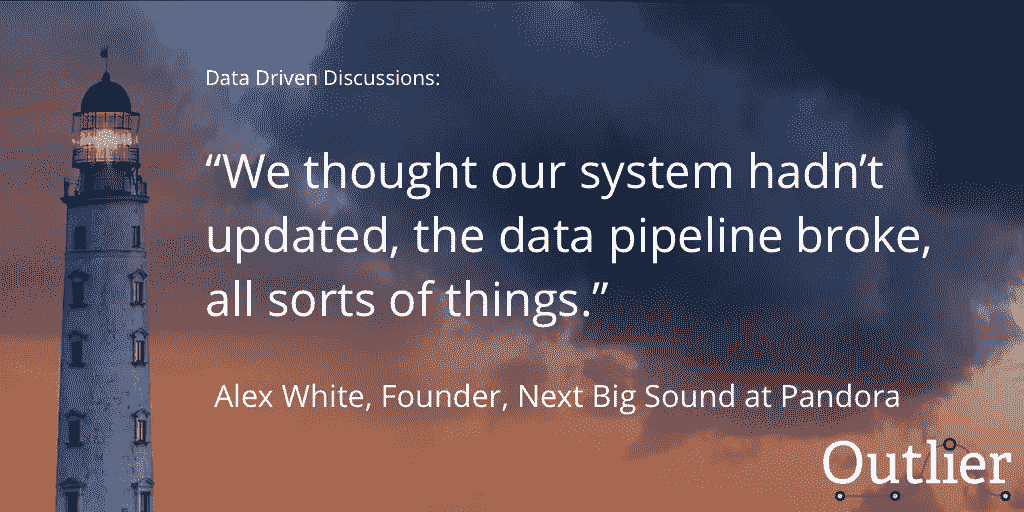 Data Driven Discussions:
“We thought our system hadn’t
updated, the data pipeline broke,
all sorts of things.”
Alex White, Founder, Next Big Sound at Pandora
Outlier